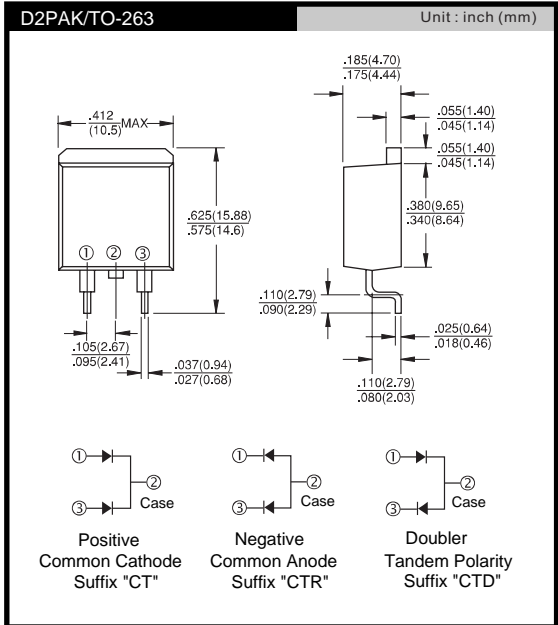 D2PAK/TO-263
Unit : inch (mm)
.412
(10.5)
MAX
.625(15.88)
.575(14.6)
① ② ③
.105(2.67)
.095(2.41)
.037(0.94)
.027(0.68)
.185(4.70)
.175(4.44)
.055(1.40)
.045(1.14)
.055(1.40)
.045(1.14)
.380(9.65)
.340(8.64)
.110(2.79)
.090(2.29)
.025(0.64)
.018(0.46)
.110(2.79)
.080(2.03)
①
②
Case
③
Positive
Common Cathode
Suffix "CT"
①
②
Case
③
Negative
Common Anode
Suffix "CTR"
①
②
Case
③
Doubler
Tandem Polarity
Suffix "CTD"